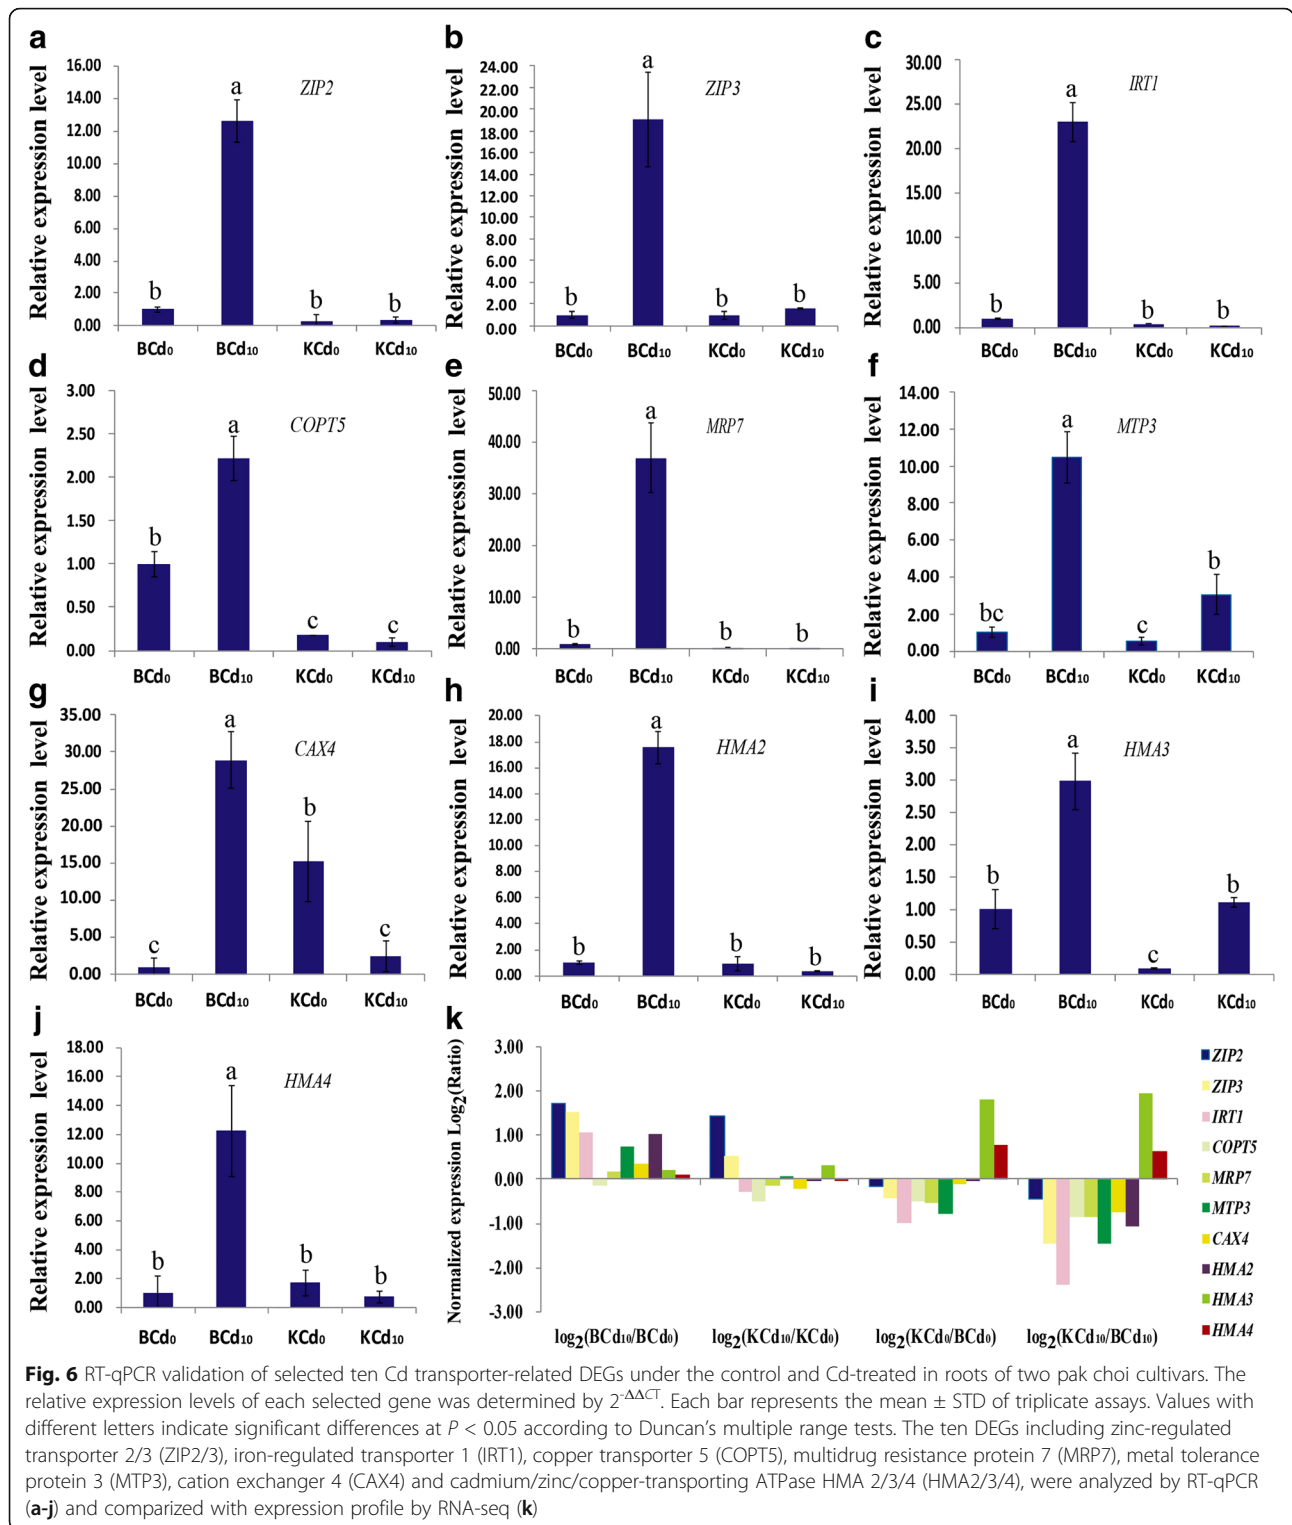 a
16.00
14.00
12.00
10.00
8.00
6.00
4.00
2.00
0.00
Relative expression level
ZIP2
b
a
b
b
BCd0
BCd10
KCd0
KCd10
b
24.00
22.00
20.00
18.00
16.00
14.00
12.00
10.00
8.00
6.00
4.00
2.00
0.00
Relative expression level
ZIP3
b
a
b
b
BCd0
BCd10
KCd0
KCd10
c
30.00
25.00
20.00
15.00
10.00
5.00
0.00
Relative expression level
IRT1
b
a
b
b
BCd0
BCd10
KCd0
KCd10
d
3.00
2.50
2.00
1.50
1.00
0.50
0.00
Relative expression level
COPT5
b
a
c
c
BCd0
BCd10
KCd0
KCd10
e
50.00
40.00
30.00
20.00
10.00
0.00
Relative expression level
MRP7
b
a
b
b
BCd0
BCd10
KCd0
KCd10
f
14.00
12.00
10.00
8.00
6.00
4.00
2.00
0.00
Relative expression level
MTP3
bc
a
c
b
BCd0
BCd10
KCd0
KCd10
g
35.00
30.00
25.00
20.00
15.00
10.00
5.00
0.00
Relative expression level
CAX4
c
a
b
c
BCd0
BCd10
KCd0
KCd10
h
20.00
18.00
16.00
14.00
12.00
10.00
8.00
6.00
4.00
2.00
0.00
Relative expression level
HMA2
b
a
b
b
BCd0
BCd10
KCd0
KCd10
i
4.00
3.50
3.00
2.50
2.00
1.50
1.00
0.50
0.00
Relative expression level
HMA3
b
a
c
b
BCd0
BCd10
KCd0
KCd10
j
18.00
16.00
14.00
12.00
10.00
8.00
6.00
4.00
2.00
0.00
Relative expression level
HMA4
b
a
b
b
BCd0
BCd10
KCd0
KCd10
k
3.00
2.00
1.00
0.00
-1.00
-2.00
-3.00
Normalized expression Log2(Ratio)
log2(BCd10/BCd0)
log2(KCd10/KCd0)
log2(KCd0/BCd0)
log2(KCd10/BCd10)
ZIP2
ZIP3
IRT1
COPT5
MRP7
MTP3
CAX4
HMA2
HMA3
HMA4
Fig. 6 RT-qPCR validation of selected ten Cd transporter-related DEGs under the control and Cd-treated in roots of two pak choi cultivars. The
relative expression levels of each selected gene was determined by 2-ΔΔCT. Each bar represents the mean ± STD of triplicate assays. Values with
different letters indicate significant differences at P < 0.05 according to Duncan's multiple range tests. The ten DEGs including zinc-regulated
transporter 2/3 (ZIP2/3), iron-regulated transporter 1 (IRT1), copper transporter 5 (COPT5), multidrug resistance protein 7 (MRP7), metal tolerance
protein 3 (MTP3), cation exchanger 4 (CAX4) and cadmium/zinc/copper-transporting ATPase HMA 2/3/4 (HMA2/3/4), were analyzed by RT-qPCR
(a-j) and comparized with expression profile by RNA-seq (k)